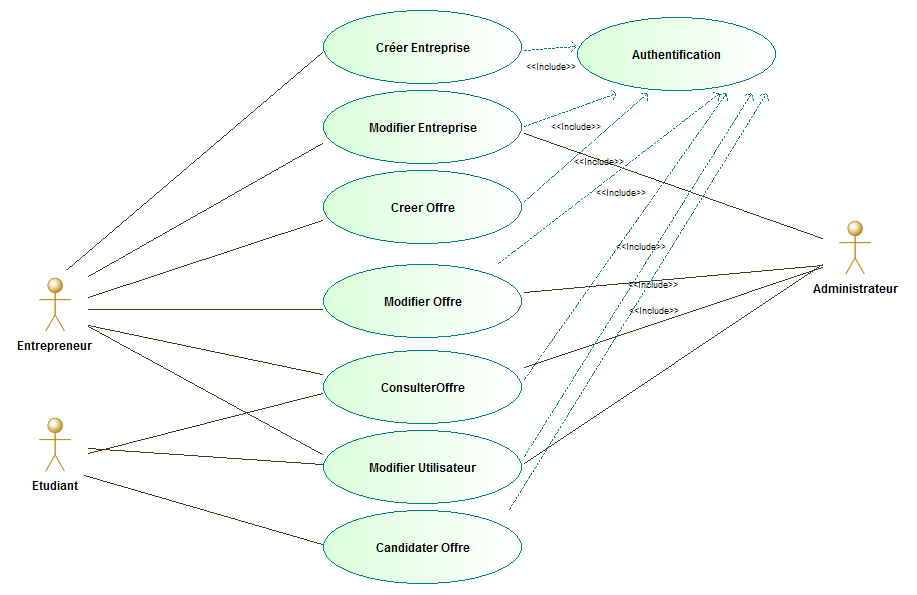 Créer Entreprise
Authentification
<<Include>>
Modifier Entreprise
<<Include>>
<<Include>>
<<Include>>
Creer Offre
<<Include>>
Administrateur
<<Include>>
Modifier Offre
<<Include>>
Entrepreneur
ConsulterOffre
Modifier Utilisateur
Etudiant
Candidater Offre